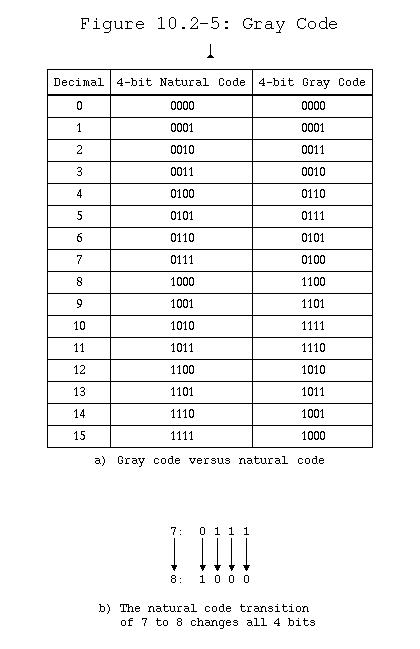 Figure 10.2-5: Gray Code
Decimal 4-bit Natural Code 4-bit Gray Code
0 0000 0000
1 0001 0001
2 0010 0011
3 0011 0010
4 0100 0110
5 0101 0111
6 0110 0101
7 0111 0100
8 1000 1100
9 1001 1101
10 1010 1111
11 1011 1110
12 1100 1010
13 1101 1011
14 1110 1001
15 1111 1000
a) Gray code versus natural code
7: 0 1 1 1
8: 1 0 0 0
b) The natural code transition
of 7 to 8 changes all 4 bits